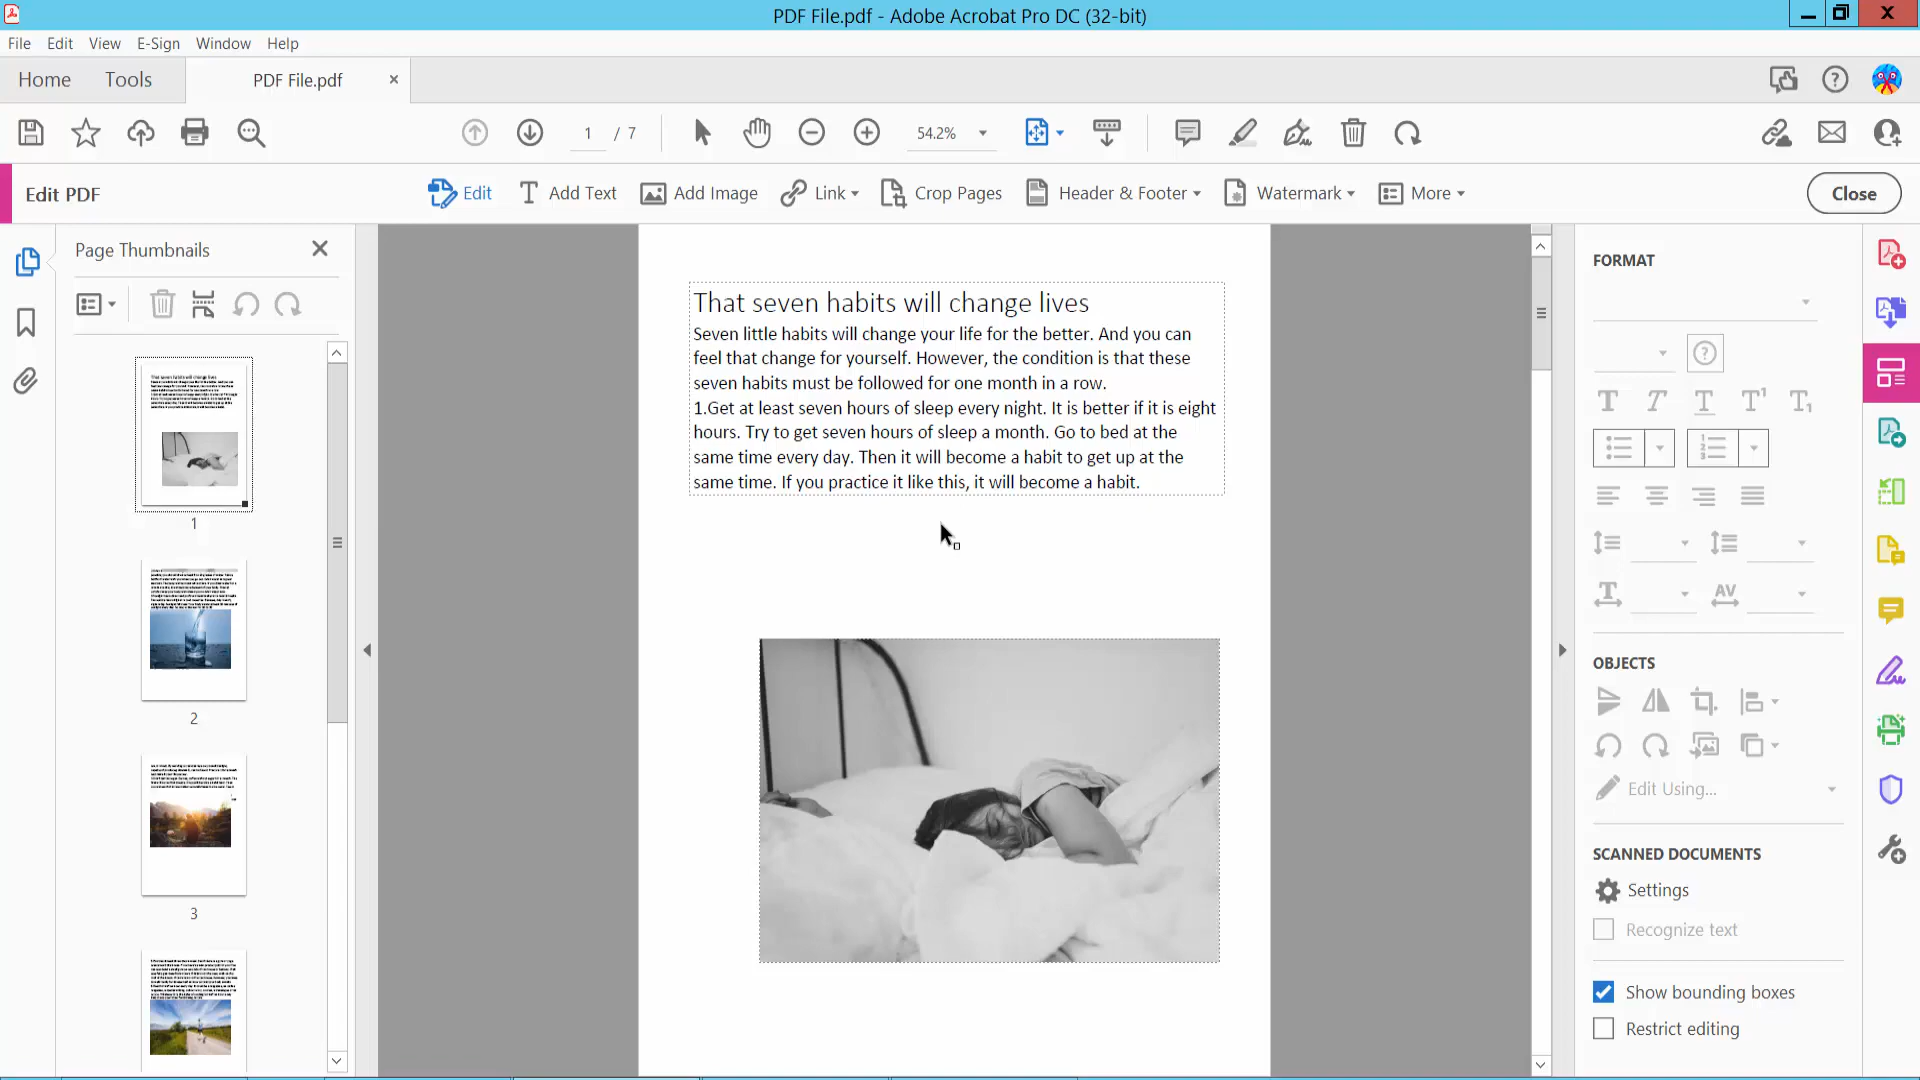 PDF File.pdf - Adobe Acrobat Pro DC (32-bit)
File Edit View E-Sign Window Help
Home Tools PDF File.pdf
1 / 7 54.2%
Edit PDF Edit Add Text Add Image Link Crop Pages Header & Footer Watermark More Close
Page Thumbnails
1
2
3
That seven habits will change lives
Seven little habits will change your life for the better. And you can
feel that change for yourself. However, the condition is that these
seven habits must be followed for one month in a row.
1.Get at least seven hours of sleep every night. It is better if it is eight
hours. Try to get seven hours of sleep a month. Go to bed at the
same time every day. Then it will become a habit to get up at the
same time. If you practice it like this, it will become a habit.
FORMAT
OBJECTS
Edit Using...
SCANNED DOCUMENTS
Settings
Recognize text
Show bounding boxes
Restrict editing